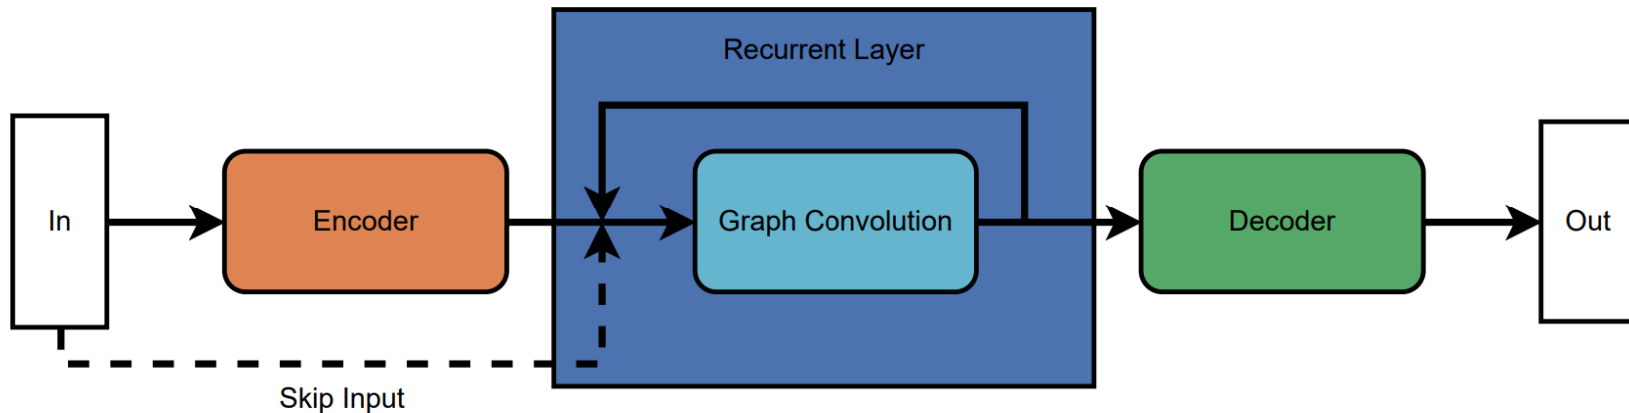 Recurrent Layer
In
Encoder
Graph Convolution
Decoder
Out
Skip Input